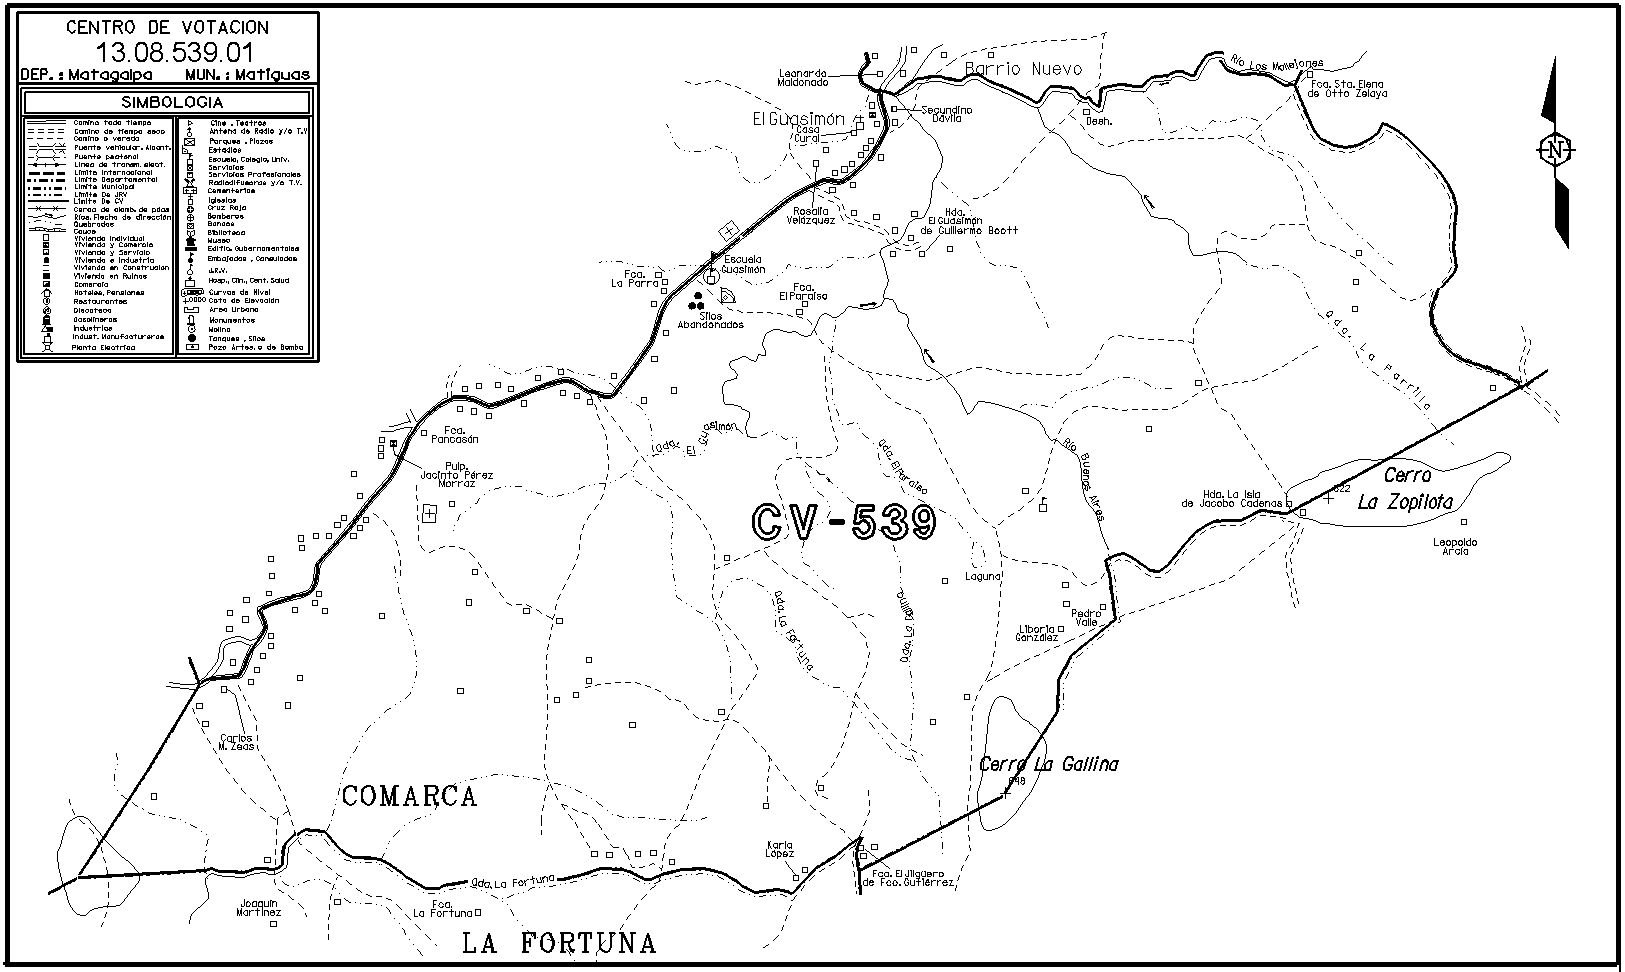 CENTRO DE VOTACION
13.08.539.01
DEP.: Matagalpa MUN.: Matiguas
SIMBOLOGIA
Camino todo tiempo
Camino de tiempo seco
Camino o vereda
Puente vehicular. Alcant.
Puente peatonal
Linea de transm. elect.
Limite Internacional
Limite Departamental
Limite Municipal
Limite De JRV
Limite De CV
Cerca de alamb. de púas
Ríos. Flecha de dirección
Quebradas
Cauce
Vivienda Individual
Vivienda y Comercio
Vivienda y Servicio
Vivienda e Industria
Vivienda en Construcion
Vivienda en Ruinas
Comercio
Hoteles, Pensiones
Restaurantes
Discoteca
Gasolineras
Industrias
Indust. Manufactureras
Planta Electrica
Cine . Teatros
Antena de Radio y/o T.V
Parques . Plazas
Estadios
Escuela, Colegio, Univ.
Servicios
Servicios Profesionales
Radiodifusoras y/o T.V.
Cementerios
Iglesias
Cruz Roja
Bomberos
Bancos
Biblioteca
Museo
Edific. Gubernamentales
Embajadas , Consulados
J.R.V.
Hosp., Clin., Cent. Salud
Curvas de Nivel
Cota de Elevación
Area Urbana
Monumentos
Molino
Tanques , Silos
Pozo Artes. o de Bomba
Leonardo
Maldonado
Barrio Nuevo
Río Los Mallejones
Fca. Sta. Elena
de Otto Zelaya
Secundino
Dávila
El Guasimón
Casa
Cural
Desh.
N
Rosalía
Velázquez
Hda.
El Guasimón
de Guillermo Boott
Escuela
Guasimón
Fca.
La Parra
Fca.
El Paraíso
Silos
Abandonados
Qda. La Parrilla
Fca.
Pancasán
Qda. El Guasimón
Qda. El Paraíso
Río Buenos Aires
Pulp.
Jacinto Pérez
Morraz
Cerro
La Zopilota
622
Hda. La Isla
de Jacobo Cadenas
CV-539
Leopoldo
Arcia
Laguna
Qda. La Fortuna
Pedro
Valle
Liboria
González
Carlos
M. Zeas
Cerro La Gallina
648
COMARCA
Karla
López
Qda. La Fortuna
Fca. El Jilguero
de Fco. Gutiérrez
Joaquín
Martínez
Fca.
La Fortuna
LA FORTUNA